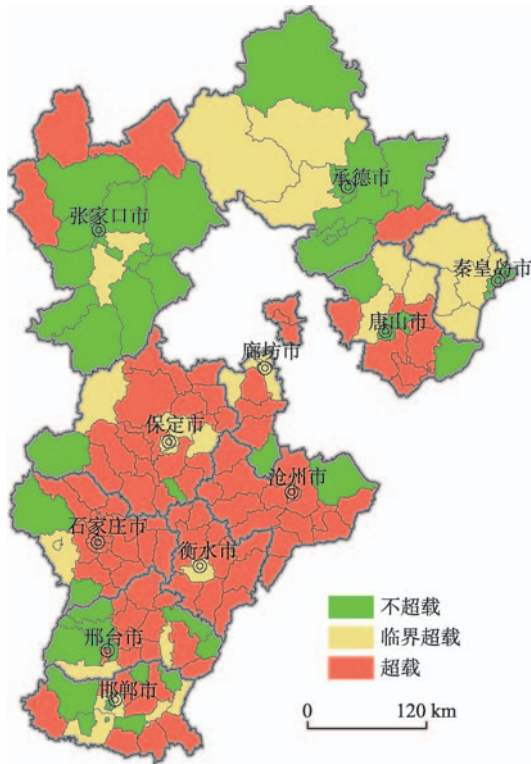 承德市
张家口市
秦皇岛市
唐山市
廊坊市
保定市
沧州市
石家庄市
衡水市
不超载
临界超载
邢台市
超载
邯郸市
0 120 km